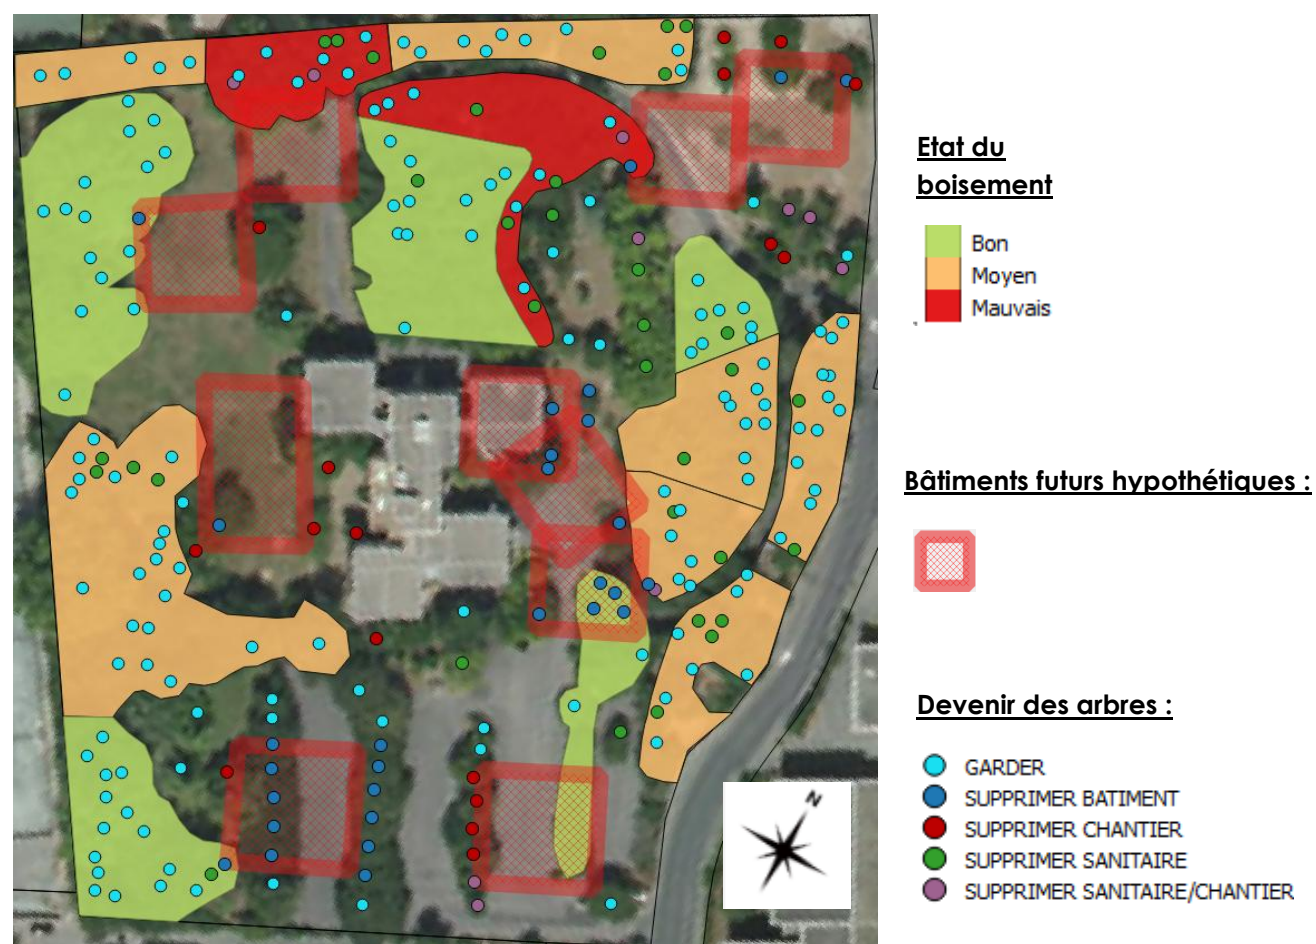 Etat du
boisement
Bon
Moyen
Mauvais
Bâtiments futurs hypothétiques :
Devenir des arbres :
GARDER
SUPPRIMER BATIMENT
SUPPRIMER CHANTIER
SUPPRIMER SANITAIRE
SUPPRIMER SANITAIRE/CHANTIER
N